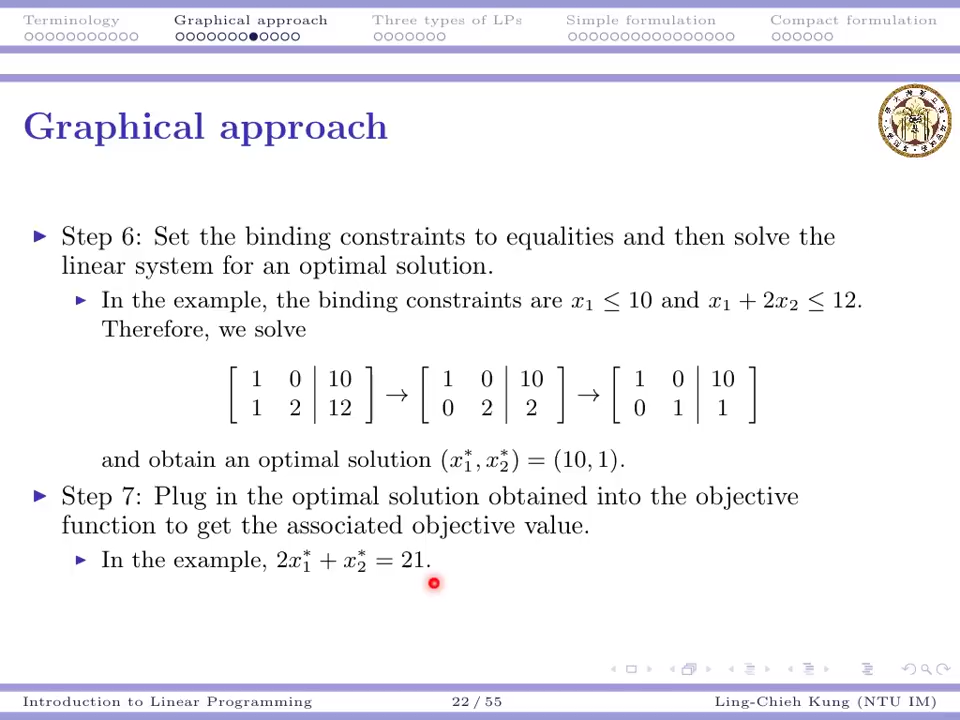 Terminology Graphical approach Three types of LPs Simple formulation Compact formulation
Graphical approach
Step 6: Set the binding constraints to equalities and then solve the
linear system for an optimal solution.
In the example, the binding constraints are x₁ ≤ 10 and x₁ + 2x₂ ≤ 12.
Therefore, we solve
[ 1 0 | 10 ] → [ 1 0 | 10 ] → [ 1 0 | 10 ]
[ 1 2 | 12 ] [ 0 2 | 2 ] [ 0 1 | 1 ]
and obtain an optimal solution (x₁*, x₂*) = (10, 1).
Step 7: Plug in the optimal solution obtained into the objective
function to get the associated objective value.
In the example, 2x₁* + x₂* = 21.
Introduction to Linear Programming 22 / 55 Ling-Chieh Kung (NTU IM)